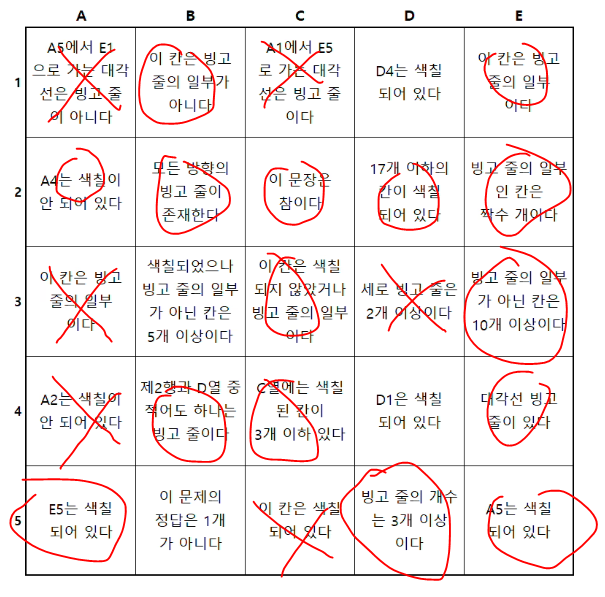 A B C D E
1
A5에서 E1
으로 가는 대각
선은 빙고 줄
이 아니다
이 칸은 빙고
줄의 일부가
아니다
A1에서 E5
로 가는 대각
선은 빙고 줄
이다
D4는 색칠
되어 있다
이 칸은 빙고
줄의 일부
이다
2
A4는 색칠이
안 되어 있다
모든 방향의
빙고 줄이
존재한다
이 문장은
참이다
17개 이하의
칸이 색칠
되어 있다
빙고 줄의 일부
인 칸은
짝수 개이다
3
이 칸은 빙고
줄의 일부
이다
색칠되었으나
빙고 줄의 일부
가 아닌 칸은
5개 이상이다
이 칸은 색칠
되지 않았거나
빙고 줄의 일부
이다
세로 빙고 줄은
2개 이상이다
빙고 줄의 일부
가 아닌 칸은
10개 이상이다
4
A2는 색칠이
안 되어 있다
제2행과 D열 중
적어도 하나는
빙고 줄이다
C열에는 색칠
된 칸이
3개 이하 있다
D1은 색칠
되어 있다
대각선 빙고
줄이 있다
5
E5는 색칠
되어 있다
이 문제의
정답은 1개
가 아니다
이 칸은 색칠
되어 있다
빙고 줄의 개수
는 3개 이상
이다
A5는 색칠
되어 있다